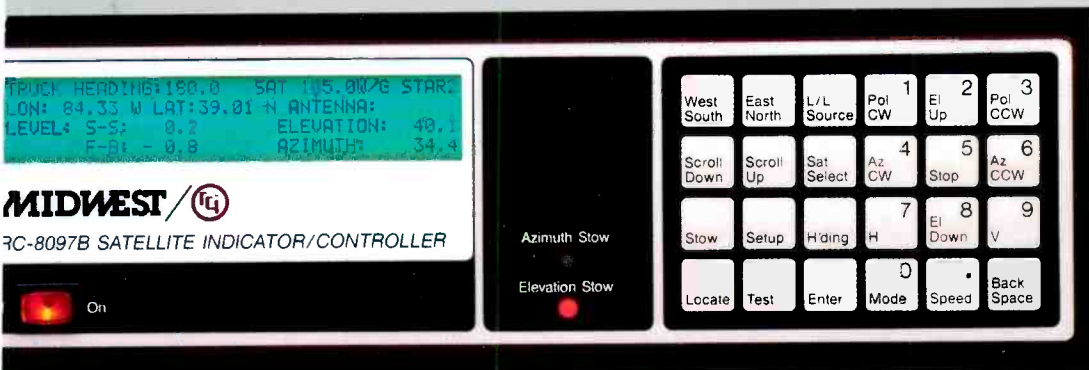 TRUCK HEADING:180.0 SAT 105.0W/G STAR2
LON: 84.33 W LAT:39.01 N ANTENNA:
LEVEL: S-S: 0.2 ELEVATION: 40.1
F-B: - 0.8 AZIMUTH: 34.4
MIDWEST/TCI
RC-8097B SATELLITE INDICATOR/CONTROLLER
On
Azimuth Stow
Elevation Stow
West South
East North
L/L Source
Pol CW 1
El Up 2
Pol CCW 3
Scroll Down
Scroll Up
Sat Select
Az CW 4
Stop 5
Az CCW 6
Stow
Setup
H'ding
H 7
El Down 8
V 9
Locate
Test
Enter
Mode 0
Speed .
Back Space